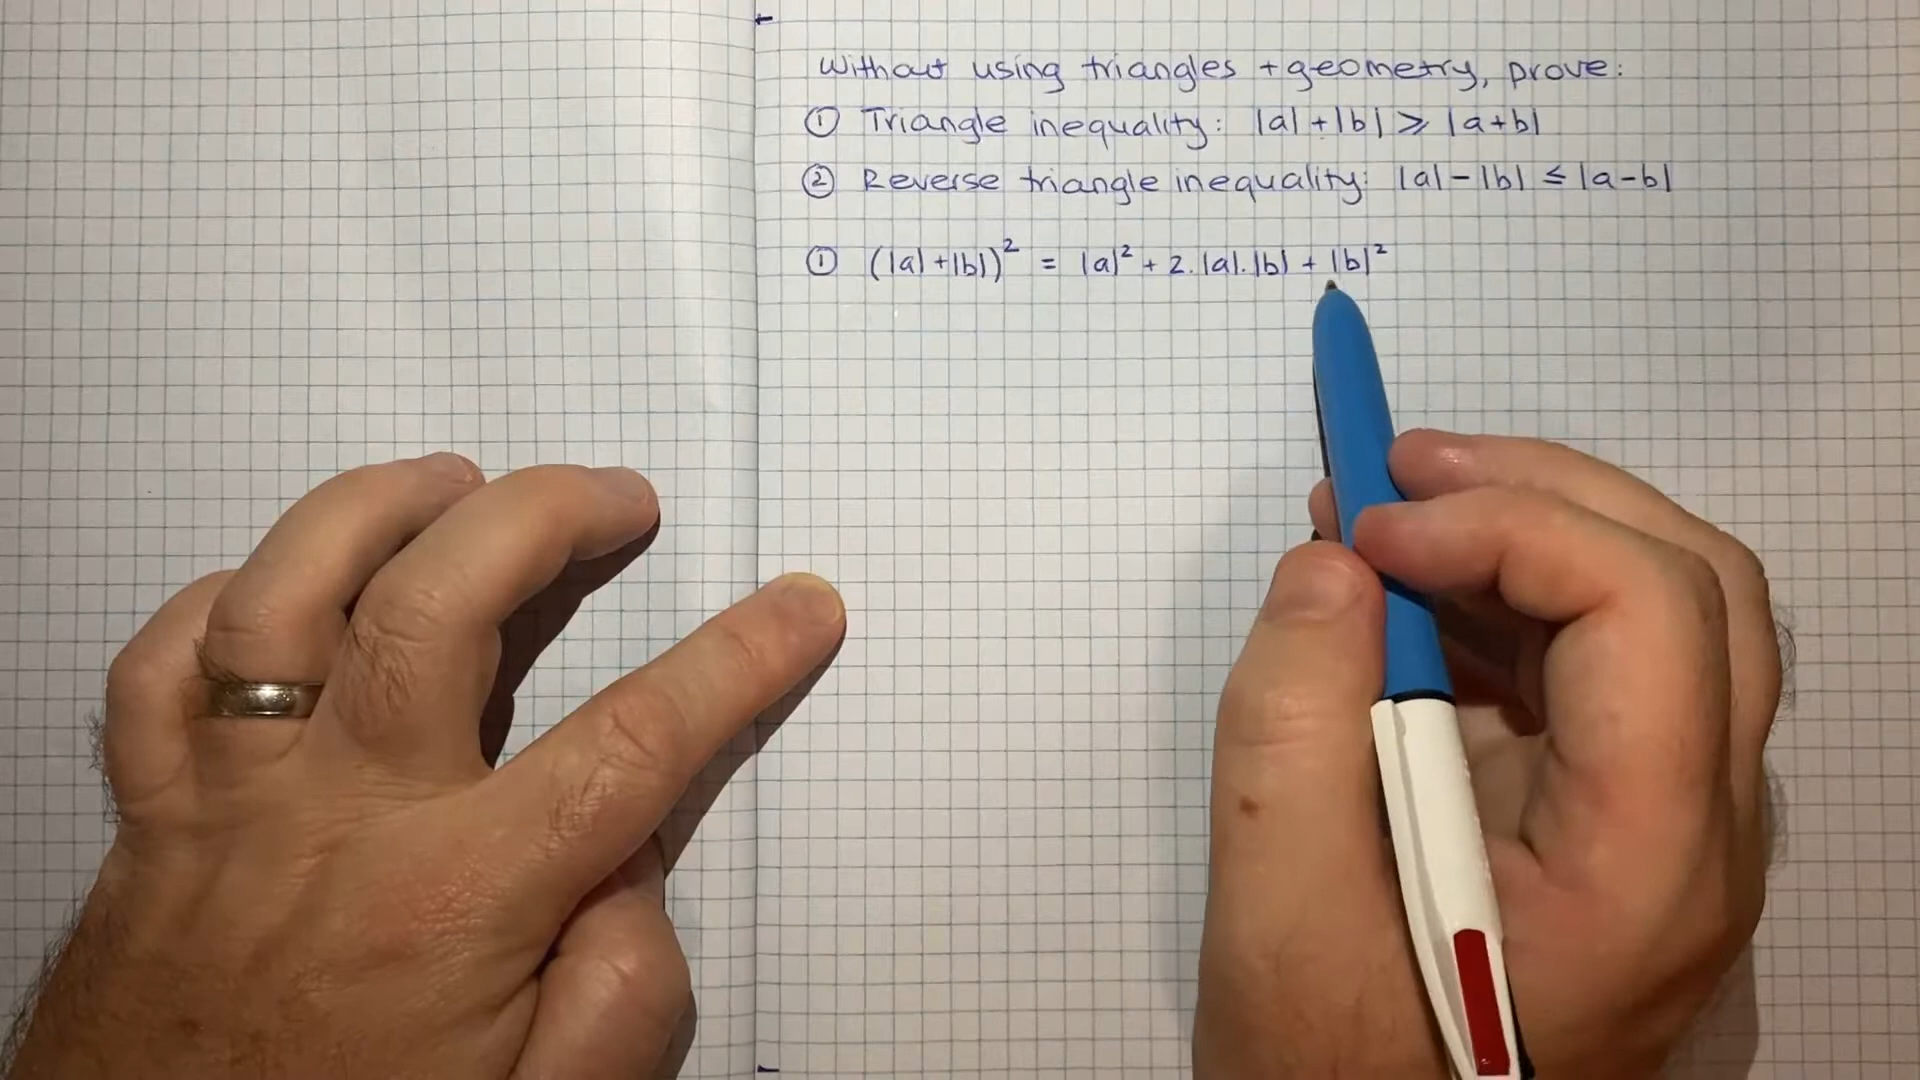 Without using triangles + geometry, prove:
① Triangle inequality: |a| + |b| ⩾ |a+b|
② Reverse triangle inequality: |a| - |b| ≤ |a-b|
① (|a| + |b|)² = |a|² + 2.|a|.|b| + |b|²